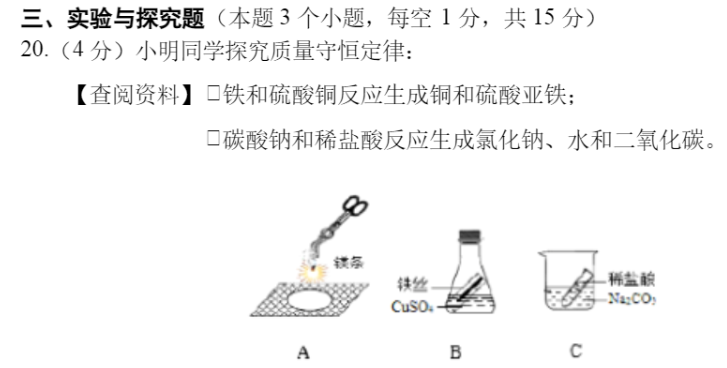 三、实验与探究题（本题 3 个小题，每空 1 分，共 15 分）
20.（4 分）小明同学探究质量守恒定律：
【查阅资料】□铁和硫酸铜反应生成铜和硫酸亚铁；
□碳酸钠和稀盐酸反应生成氯化钠、水和二氧化碳。
镁条
铁丝
CuSO₄
稀盐酸
Na₂CO₃
A B C